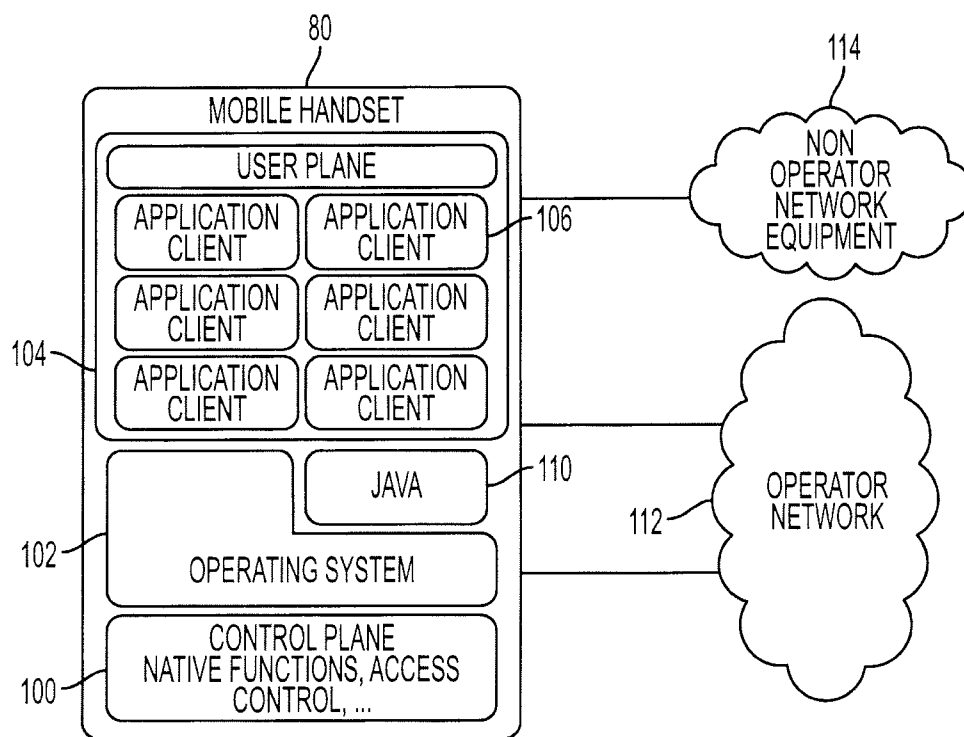 80
114
MOBILE HANDSET
USER PLANE
APPLICATION
CLIENT
APPLICATION
CLIENT
106
APPLICATION
CLIENT
APPLICATION
CLIENT
104
APPLICATION
CLIENT
APPLICATION
CLIENT
JAVA
110
102
OPERATING SYSTEM
CONTROL PLANE
NATIVE FUNCTIONS, ACCESS
CONTROL, ...
100
NON
OPERATOR
NETWORK
EQUIPMENT
OPERATOR
NETWORK
112